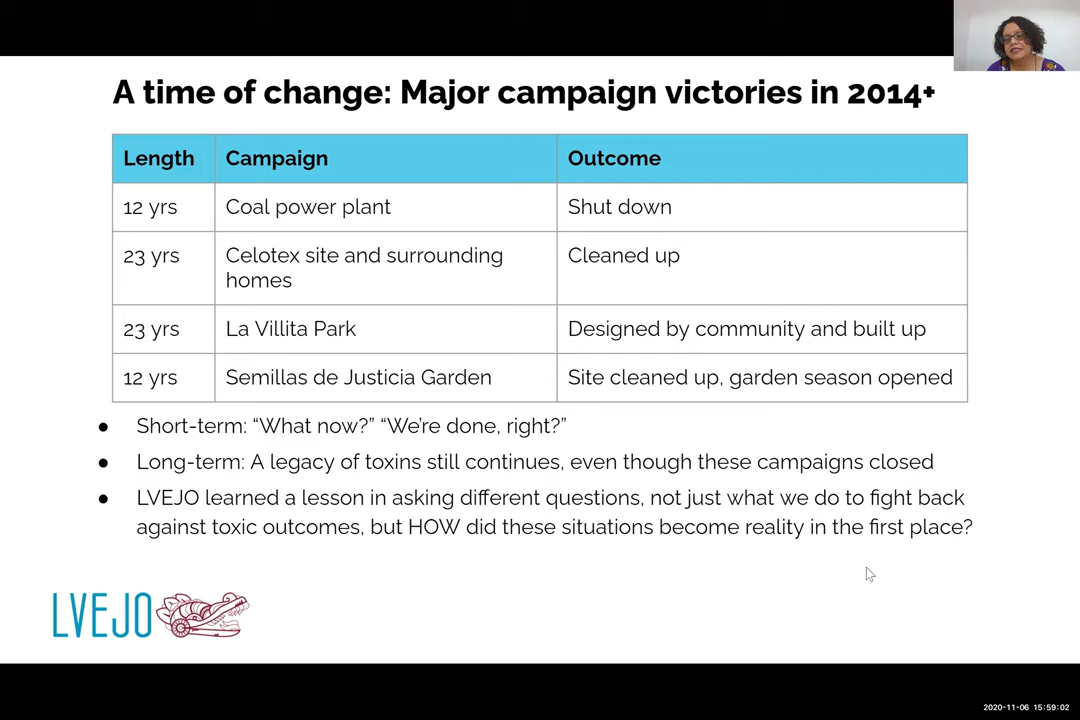 A time of change: Major campaign victories in 2014+
Length Campaign Outcome
12 yrs Coal power plant Shut down
23 yrs Celotex site and surrounding homes Cleaned up
23 yrs La Villita Park Designed by community and built up
12 yrs Semillas de Justicia Garden Site cleaned up, garden season opened
● Short-term: “What now?” “We’re done, right?”
● Long-term: A legacy of toxins still continues, even though these campaigns closed
● LVEJO learned a lesson in asking different questions, not just what we do to fight back
against toxic outcomes, but HOW did these situations become reality in the first place?
LVEJO
2020-11-06 15:59:02